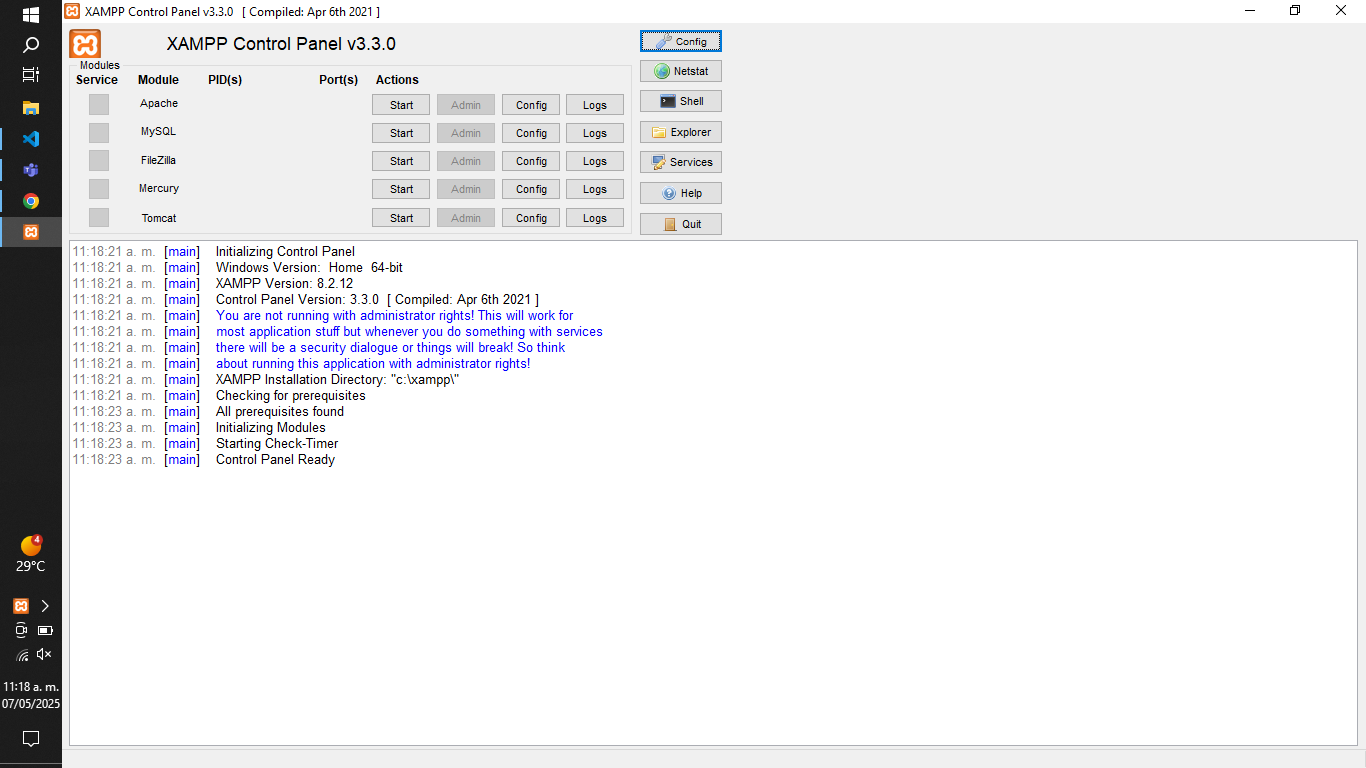 XAMPP Control Panel v3.3.0 [ Compiled: Apr 6th 2021 ]
XAMPP Control Panel v3.3.0
Config
Modules
Service Module PID(s) Port(s) Actions
Netstat
Apache Start Admin Config Logs
Shell
MySQL Start Admin Config Logs
Explorer
FileZilla Start Admin Config Logs
Services
Mercury Start Admin Config Logs
Help
Tomcat Start Admin Config Logs
Quit
11:18:21 a. m. [main] Initializing Control Panel
11:18:21 a. m. [main] Windows Version: Home 64-bit
11:18:21 a. m. [main] XAMPP Version: 8.2.12
11:18:21 a. m. [main] Control Panel Version: 3.3.0 [ Compiled: Apr 6th 2021 ]
11:18:21 a. m. [main] You are not running with administrator rights! This will work for
11:18:21 a. m. [main] most application stuff but whenever you do something with services
11:18:21 a. m. [main] there will be a security dialogue or things will break! So think
11:18:21 a. m. [main] about running this application with administrator rights!
11:18:21 a. m. [main] XAMPP Installation Directory: "c:\xampp\"
11:18:21 a. m. [main] Checking for prerequisites
11:18:23 a. m. [main] All prerequisites found
11:18:23 a. m. [main] Initializing Modules
11:18:23 a. m. [main] Starting Check-Timer
11:18:23 a. m. [main] Control Panel Ready
4
29°C
11:18 a. m.
07/05/2025